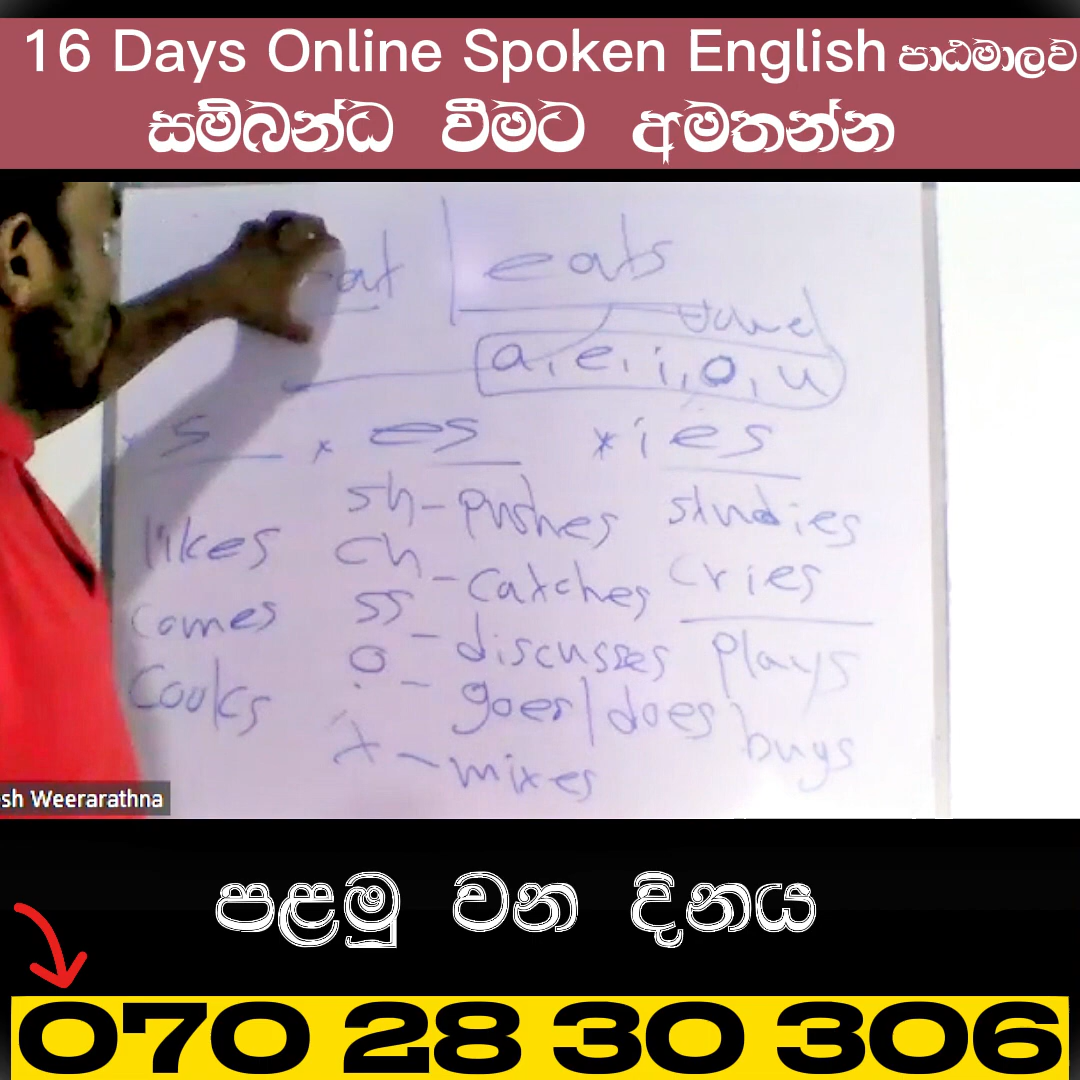 16 Days Online Spoken English පාඨමාලව
සම්බන්ධ වීමට අමතන්න
eat | eats
a, e, i, o, u
* s * es * ies
sh - pushes studies
likes ch - catches cries
comes ss - discusses plays
cooks o - goes/does buys
x - mixes
sh Weerarathna
පළමු වන දිනය
070 28 30 306